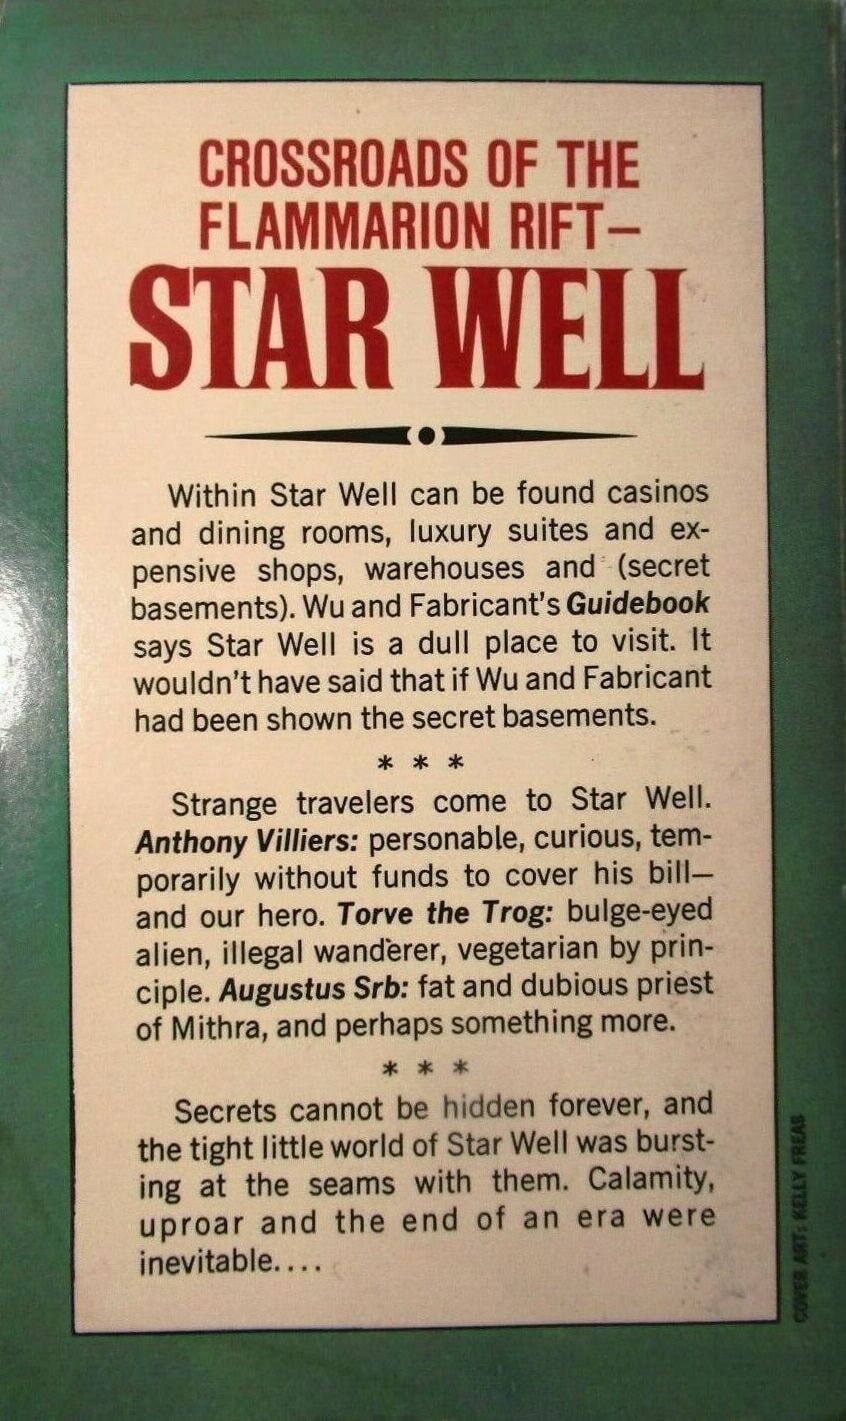 CROSSROADS OF THE
FLAMMARION RIFT—
STAR WELL
Within Star Well can be found casinos
and dining rooms, luxury suites and ex-
pensive shops, warehouses and (secret
basements). Wu and Fabricant's Guidebook
says Star Well is a dull place to visit. It
wouldn't have said that if Wu and Fabricant
had been shown the secret basements.
* * *
Strange travelers come to Star Well.
Anthony Villiers: personable, curious, tem-
porarily without funds to cover his bill—
and our hero. Torve the Trog: bulge-eyed
alien, illegal wanderer, vegetarian by prin-
ciple. Augustus Srb: fat and dubious priest
of Mithra, and perhaps something more.
* * *
Secrets cannot be hidden forever, and
the tight little world of Star Well was burst-
ing at the seams with them. Calamity,
uproar and the end of an era were
inevitable....
COVER ART: KELLY FREAS